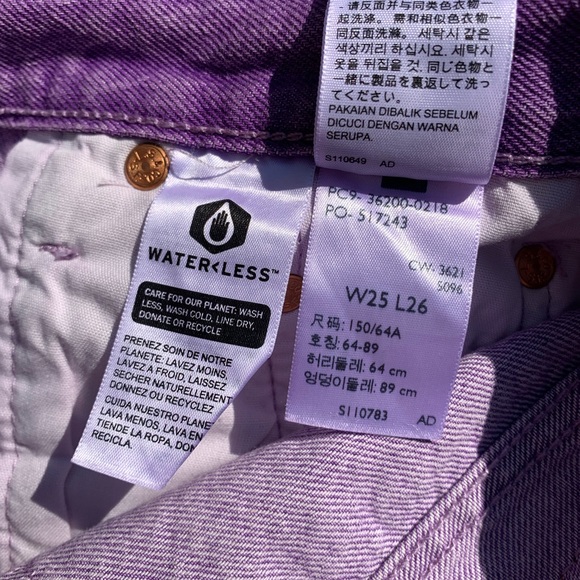 - 请反面并与同类色衣物一
起洗涤。需和相似色衣物一
同反面洗滌。세탁시 같은
색상끼리 하십시요. 세탁시
옷을 뒤집을 것. 同じ色物と
一緒に製品を裏返して洗っ
てください。
PAKAIAN DIBALIK SEBELUM
DICUCI DENGAN WARNA
SERUPA.
S110649 AD
WATER<LESS™
CARE FOR OUR PLANET: WASH
LESS, WASH COLD, LINE DRY,
DONATE OR RECYCLE
PRENEZ SOIN DE NOTRE
PLANETE: LAVEZ MOINS,
LAVEZ A FROID, LAISSEZ
SECHER NATURELLEMENT
DONNEZ OU RECYCLEZ
CUIDA NUESTRO PLANE
LAVA MENOS, LAVA EN
TIENDE LA ROPA, DON
RECICLA.
PC9- 36200-0218
PO- 517243
CW- 3621
5096
W25 L26
尺码: 150/64A
호칭: 64-89
허리둘레: 64 cm
엉덩이둘레: 89 cm
S110783 AD